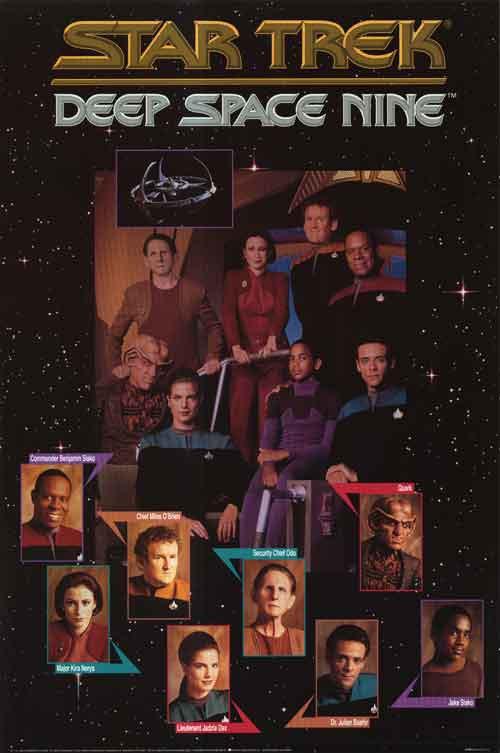 STAR TREK®
DEEP SPACE NINE™
Commander Benjamin Sisko
Chief Miles O'Brien
Quark
Security Chief Odo
Major Kira Nerys
Jake Sisko
Lieutenant Jadzia Dax
Dr. Julian Bashir